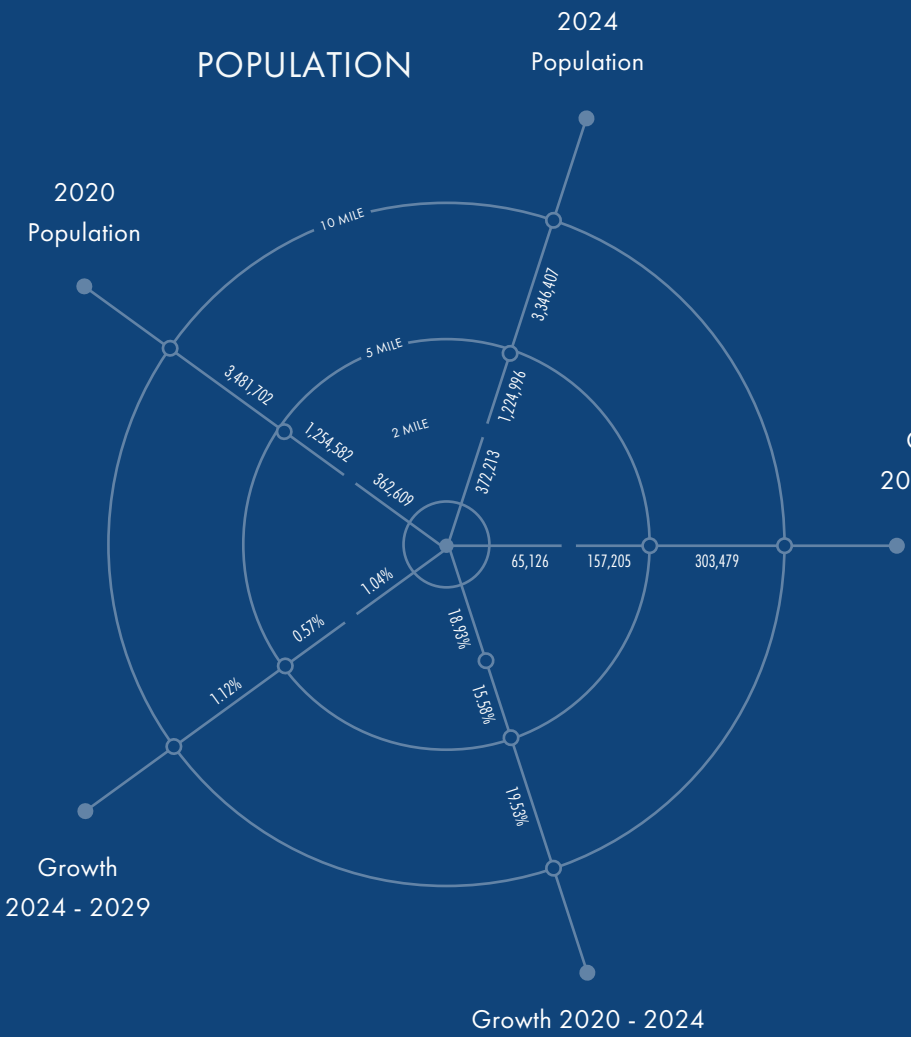 POPULATION
2024
Population
2020
Population
10 MILE
5 MILE
2 MILE
3,346,407
1,224,996
372,213
3,481,702
1,254,582
362,609
65,126
157,205
303,479
1.04%
0.57%
1.12%
18.93%
15.58%
19.53%
Growth
2024 - 2029
Growth 2020 - 2024